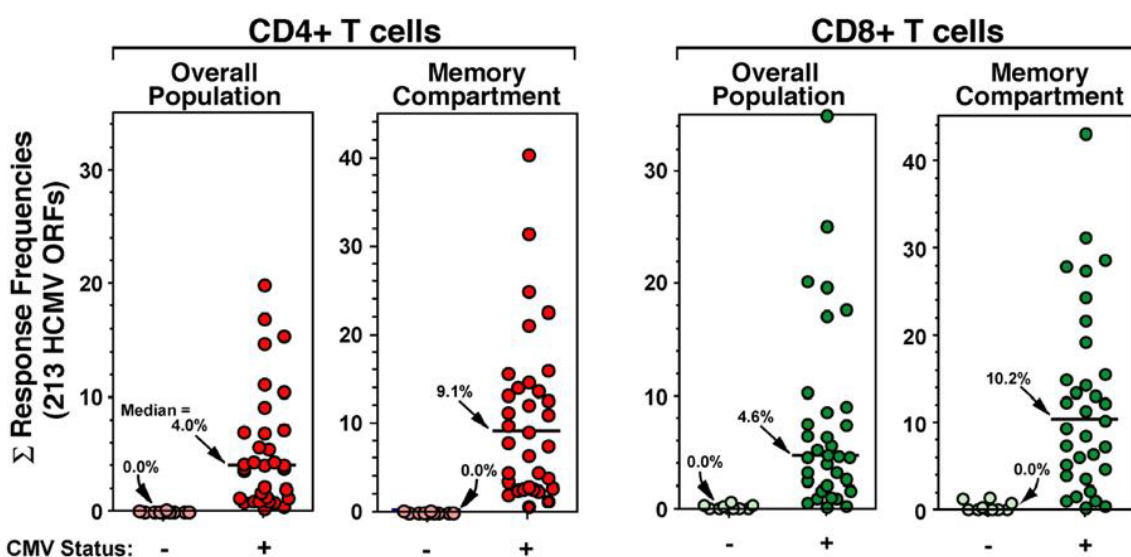 CD4+ T cells
CD8+ T cells
Overall Population
Memory Compartment
Overall Population
Memory Compartment
Σ Response Frequencies
(213 HCMV ORFs)
30
20
10
0
Median =
4.0%
0.0%
40
30
20
10
0
9.1%
0.0%
30
20
10
0
4.6%
0.0%
40
30
20
10
0
10.2%
0.0%
CMV Status: - + - + - + - +